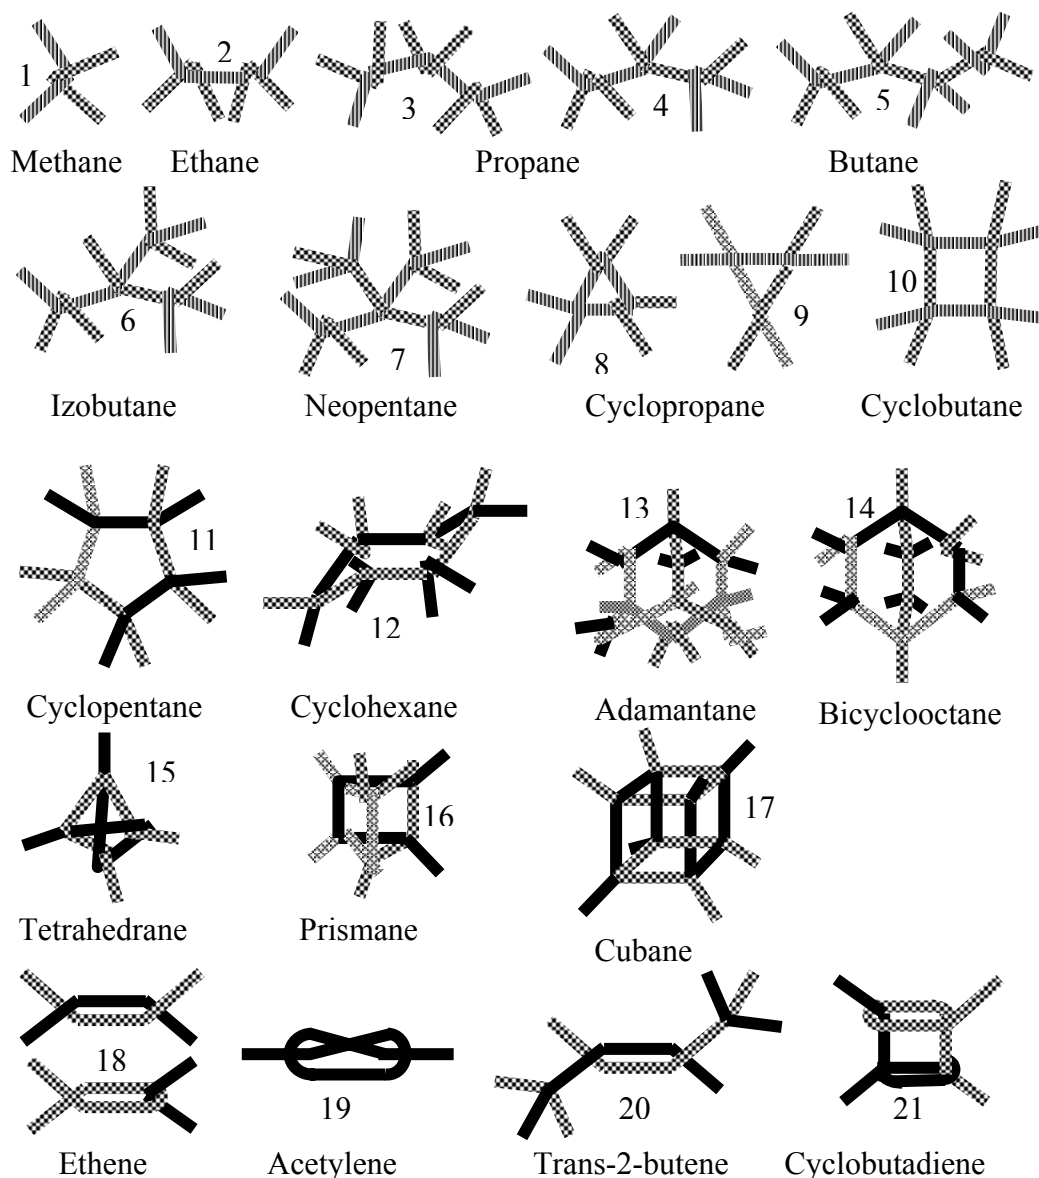 1 2 3 4 5
Methane Ethane Propane Butane
6 7 8 9 10
Izobutane Neopentane Cyclopropane Cyclobutane
11 12 13 14
Cyclopentane Cyclohexane Adamantane Bicyclooctane
15 16 17
Tetrahedrane Prismane Cubane
18 19 20 21
Ethene Acetylene Trans-2-butene Cyclobutadiene